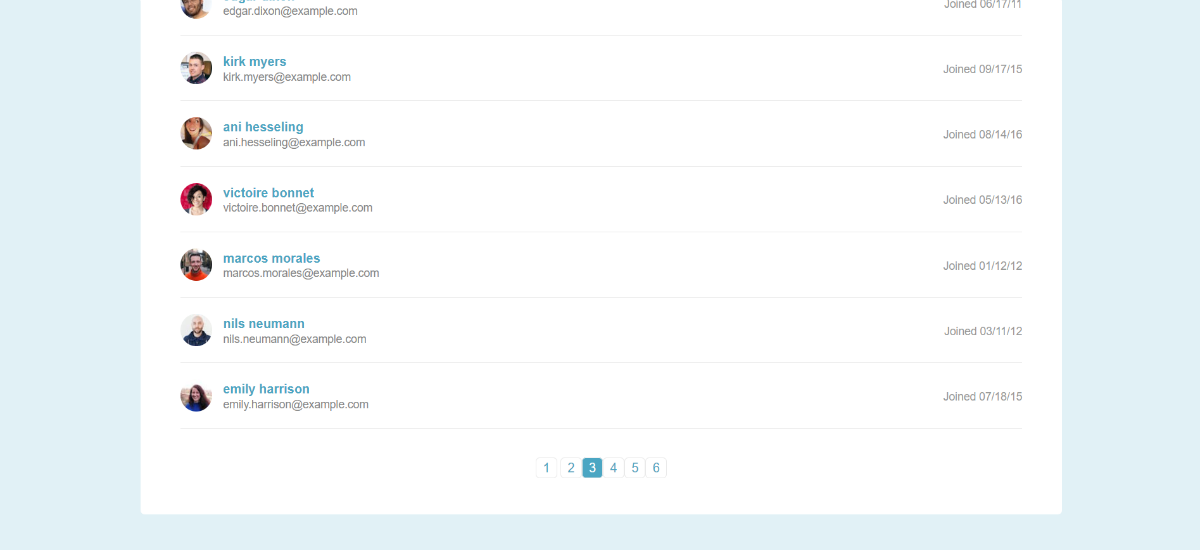 edgar.dixon@example.com
Joined 06/17/11
kirk myers
kirk.myers@example.com
Joined 09/17/15
ani hesseling
ani.hesseling@example.com
Joined 08/14/16
victoire bonnet
victoire.bonnet@example.com
Joined 05/13/16
marcos morales
marcos.morales@example.com
Joined 01/12/12
nils neumann
nils.neumann@example.com
Joined 03/11/12
emily harrison
emily.harrison@example.com
Joined 07/18/15
1 2 3 4 5 6